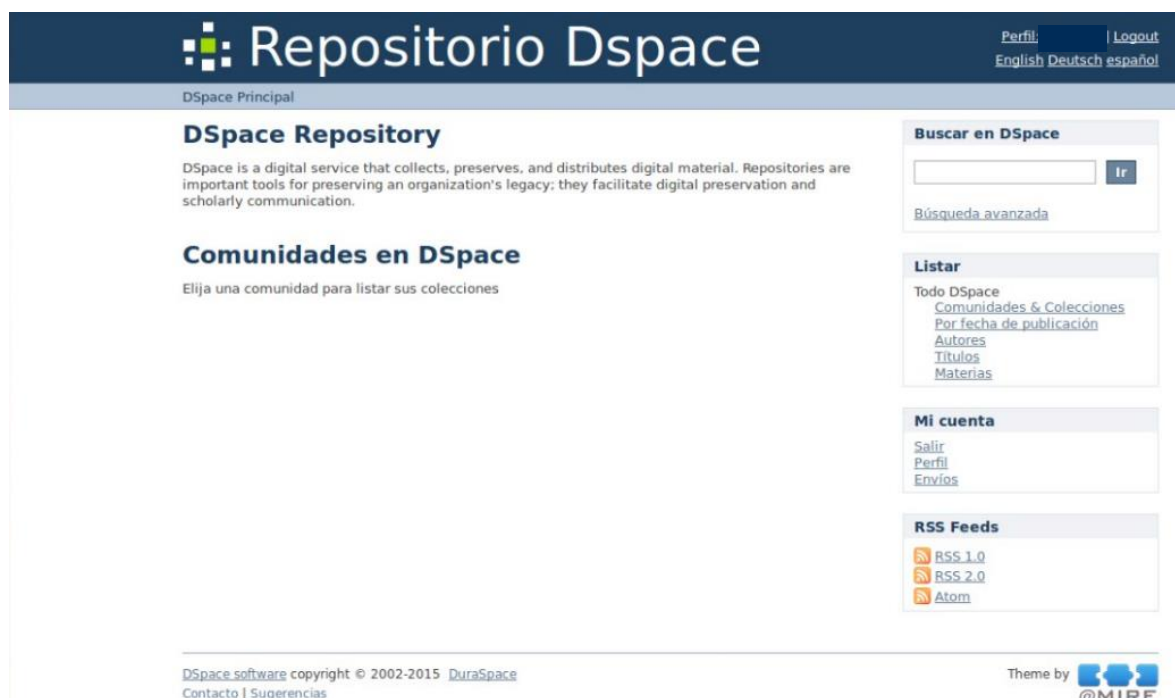 Repositorio Dspace
Perfil: | Logout
English Deutsch español
DSpace Principal
DSpace Repository
DSpace is a digital service that collects, preserves, and distributes digital material. Repositories are
important tools for preserving an organization's legacy; they facilitate digital preservation and
scholarly communication.
Comunidades en DSpace
Elija una comunidad para listar sus colecciones
Buscar en DSpace
Ir
Búsqueda avanzada
Listar
Todo DSpace
Comunidades & Colecciones
Por fecha de publicación
Autores
Títulos
Materias
Mi cuenta
Salir
Perfil
Envíos
RSS Feeds
RSS 1.0
RSS 2.0
Atom
DSpace software copyright © 2002-2015 DuraSpace
Contacto | Sugerencias
Theme by
@MIRE